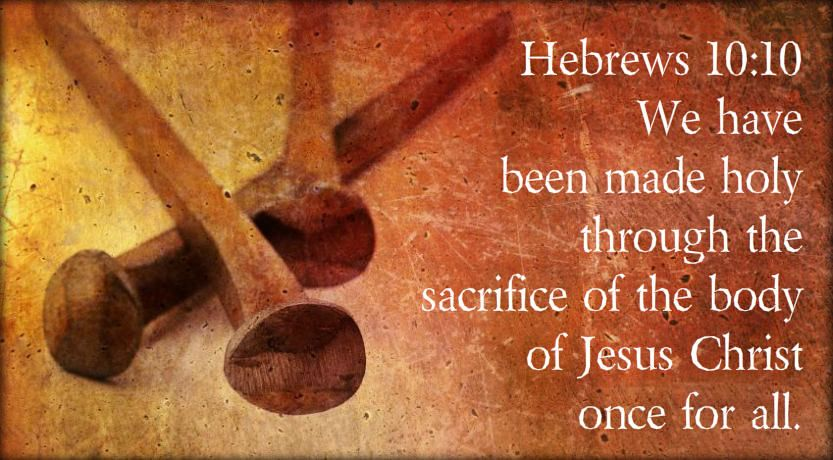 Hebrews 10:10
We have
been made holy
through the
sacrifice of the body
of Jesus Christ
once for all.